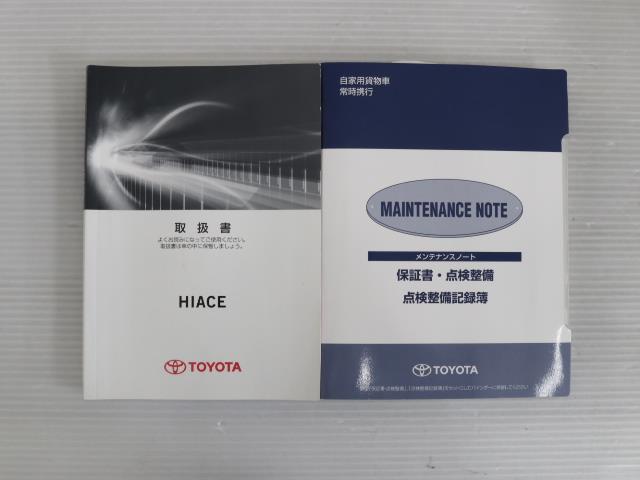 取扱書
よくお読みになってご使用ください。
取扱書は車の中に保管しましょう。
HIACE
TOYOTA
自家用貨物車
常時携行
MAINTENANCE NOTE
メンテナンスノート
保証書・点検整備
点検整備記録簿
TOYOTA